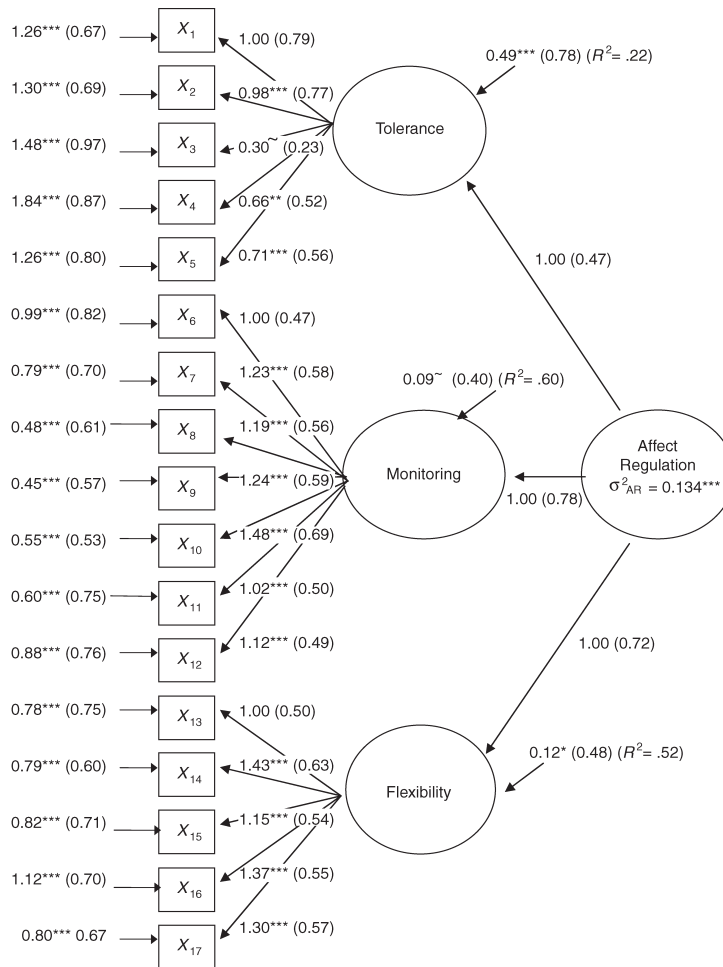 1.26*** (0.67)
X1
1.00 (0.79)
0.49*** (0.78) (R2= .22)
1.30*** (0.69)
X2
0.98*** (0.77)
Tolerance
1.48*** (0.97)
X3
0.30~ (0.23)
1.84*** (0.87)
X4
0.66** (0.52)
1.26*** (0.80)
X5
0.71*** (0.56)
1.00 (0.47)
0.99*** (0.82)
X6
1.00 (0.47)
0.79*** (0.70)
X7
1.23*** (0.58)
0.09~ (0.40) (R2= .60)
0.48*** (0.61)
X8
1.19*** (0.56)
Affect
Regulation
σ2AR = 0.134***
0.45*** (0.57)
X9
1.24*** (0.59)
Monitoring
1.00 (0.78)
0.55*** (0.53)
X10
1.48*** (0.69)
0.60*** (0.75)
X11
1.02*** (0.50)
0.88*** (0.76)
X12
1.12*** (0.49)
1.00 (0.72)
0.78*** (0.75)
X13
1.00 (0.50)
0.12* (0.48) (R2= .52)
0.79*** (0.60)
X14
1.43*** (0.63)
Flexibility
0.82*** (0.71)
X15
1.15*** (0.54)
1.12*** (0.70)
X16
1.37*** (0.55)
0.80*** 0.67
X17
1.30*** (0.57)